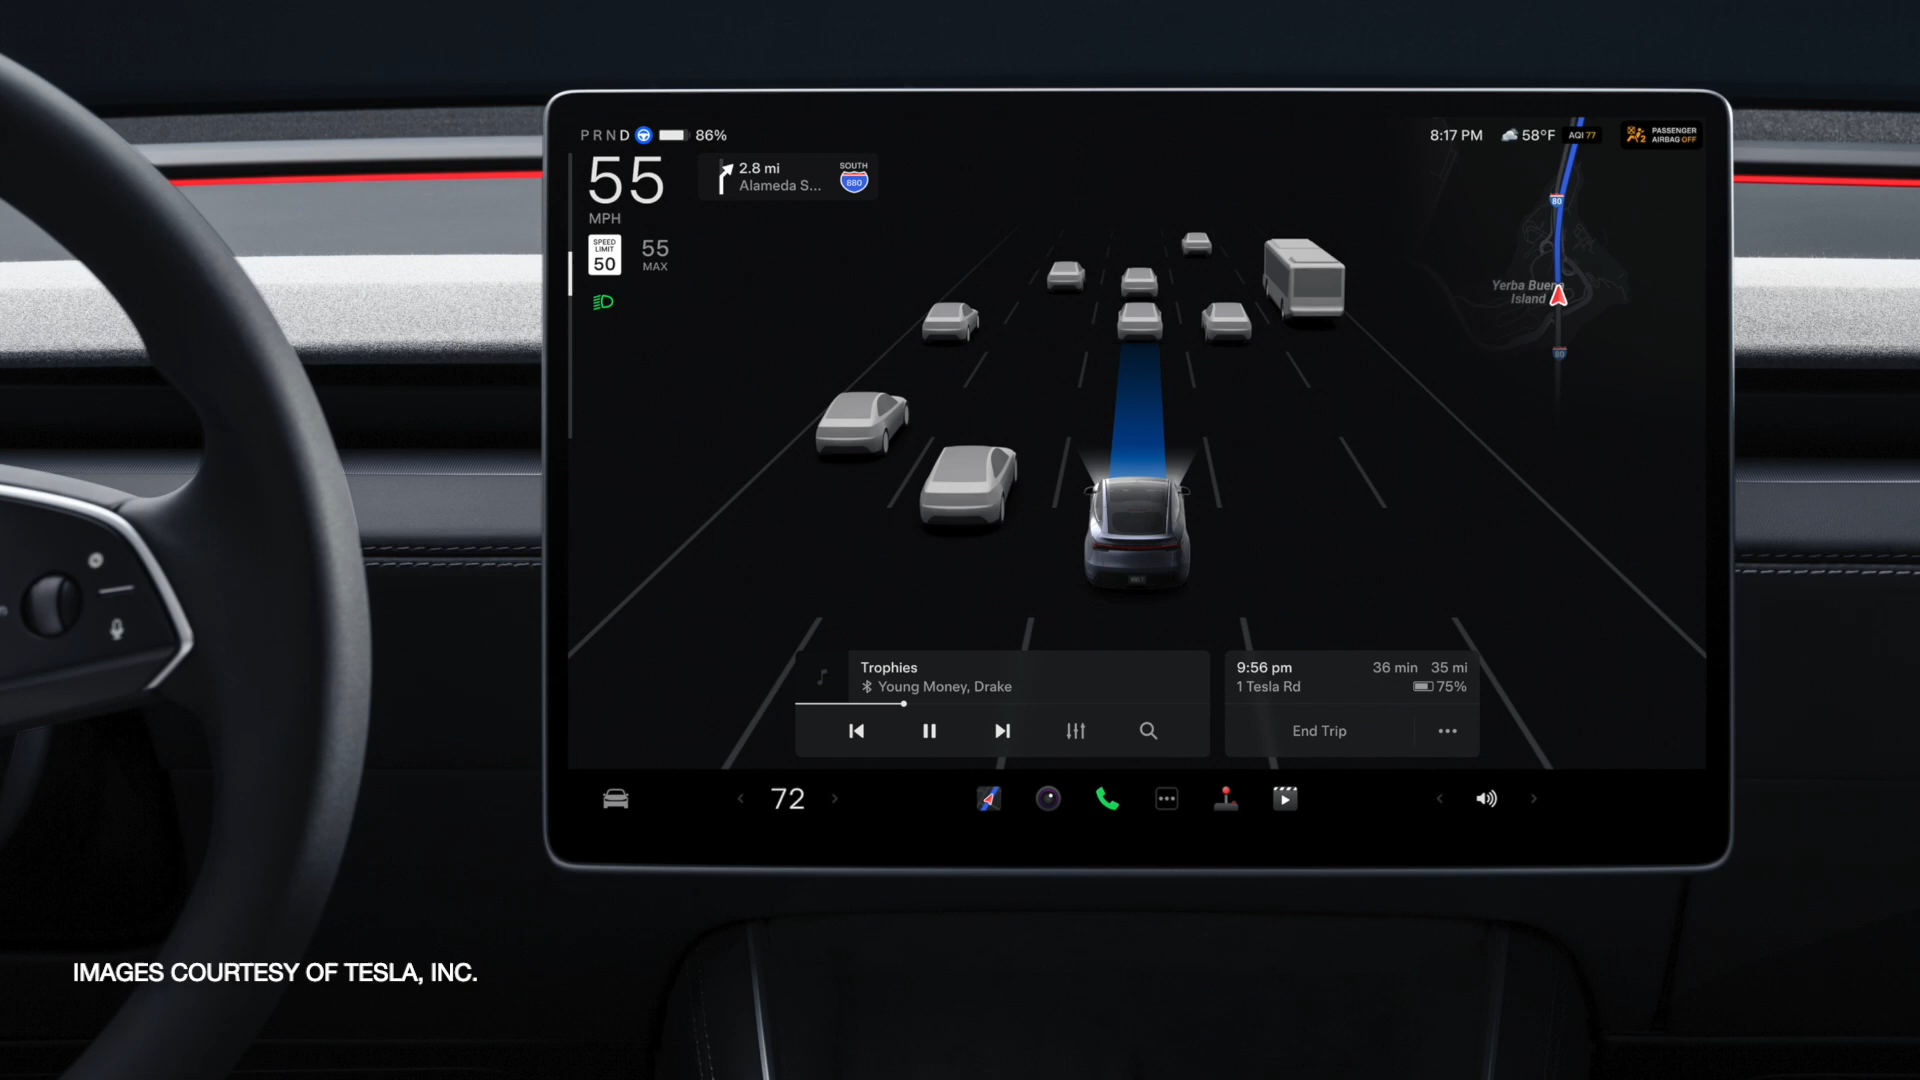 P R N D 86%
8:17 PM 58°F AQI 77 PASSENGER
AIRBAG OFF
55
MPH
2.8 mi
Alameda S...
SOUTH
880
SPEED
LIMIT
50
55
MAX
80
Yerba Buena
Island
80
Trophies
Young Money, Drake
9:56 pm 36 min 35 mi
1 Tesla Rd 75%
End Trip
72
IMAGES COURTESY OF TESLA, INC.